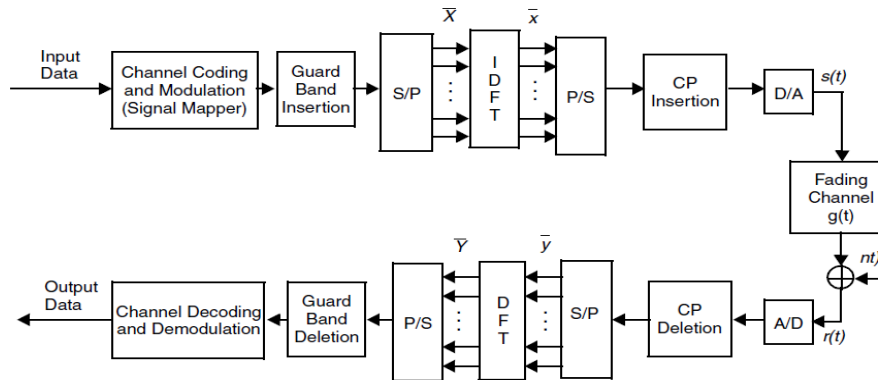 X
x
Input
Data
Channel Coding
and Modulation
(Signal Mapper)
Guard
Band
Insertion
S/P
I
D
F
T
P/S
CP
Insertion
D/A
s(t)
Fading
Channel
g(t)
nt)
r(t)
A/D
CP
Deletion
S/P
y
D
F
T
Y
P/S
Guard
Band
Deletion
Channel Decoding
and Demodulation
Output
Data